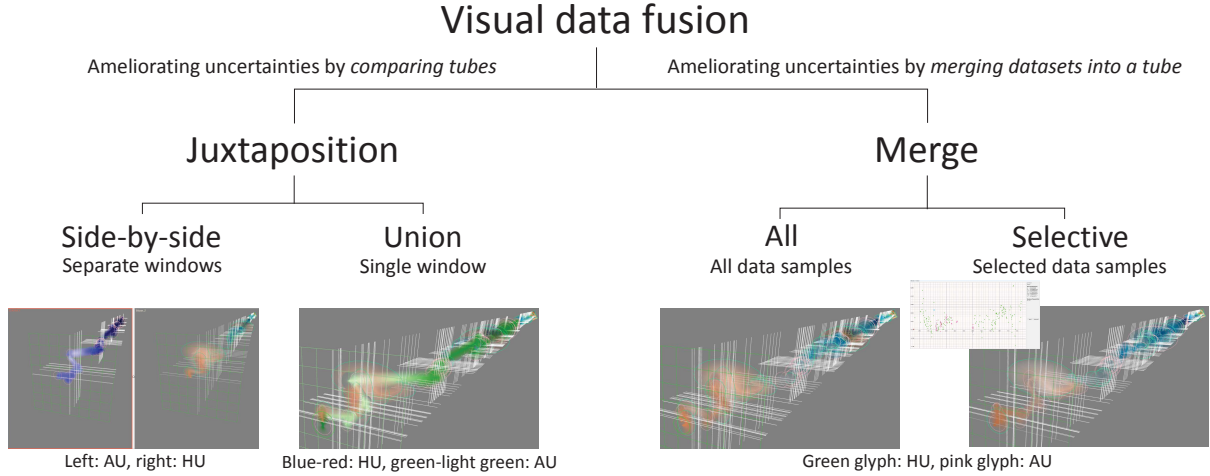 Visual data fusion
Ameliorating uncertainties by comparing tubes
Ameliorating uncertainties by merging datasets into a tube
Juxtaposition
Merge
Side-by-side
Separate windows
Union
Single window
All
All data samples
Selective
Selected data samples
Left: AU, right: HU
Blue-red: HU, green-light green: AU
Green glyph: HU, pink glyph: AU